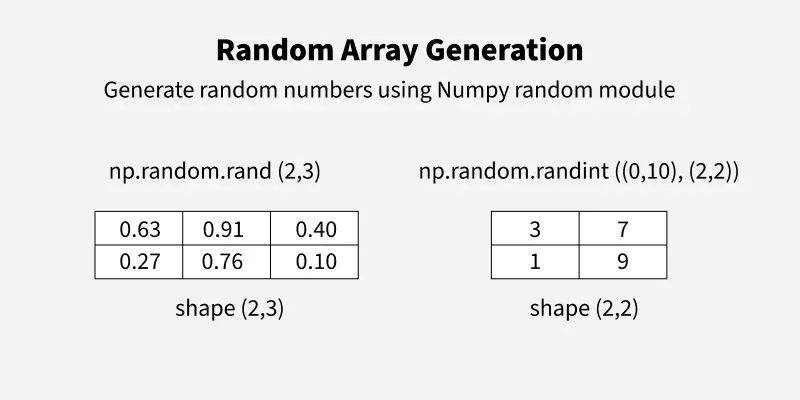 Random Array Generation
Generate random numbers using Numpy random module
np.random.rand (2,3)
0.63 0.91 0.40
0.27 0.76 0.10
shape (2,3)
np.random.randint ((0,10), (2,2))
3 7
1 9
shape (2,2)